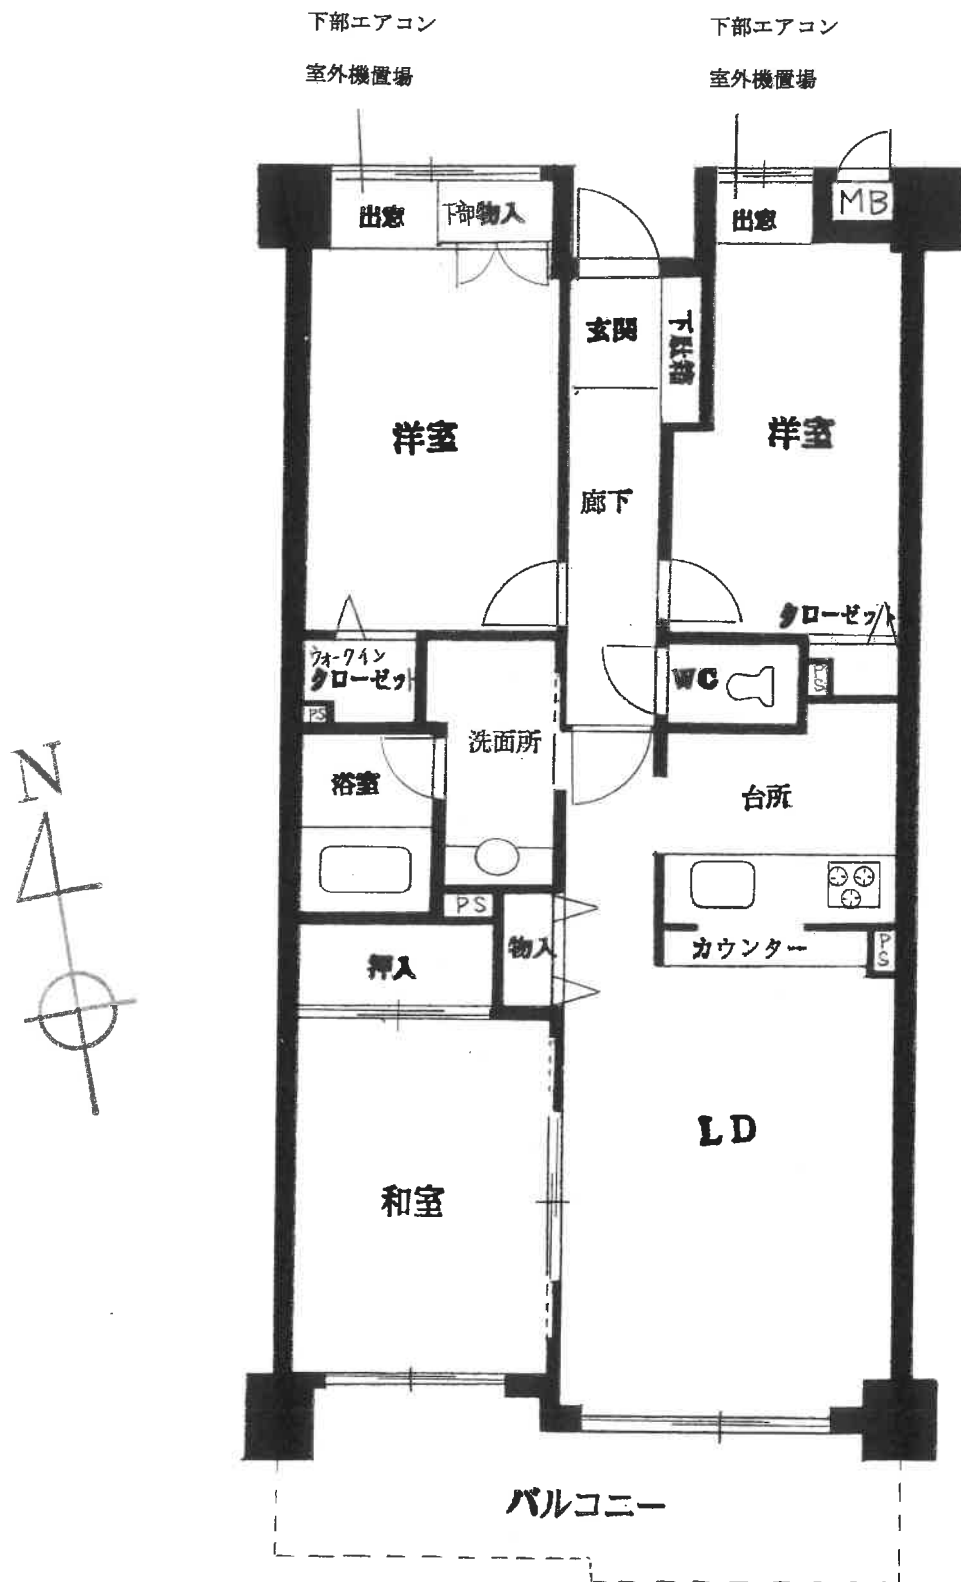 下部エアコン
室外機置場
下部エアコン
室外機置場
出窓
下部物入
出窓
MB
玄関
下駄箱
洋室
洋室
廊下
クローゼット
ウォークイン
クローゼット
PS
WC
PS
洗面所
浴室
台所
N
PS
物入
カウンター
PS
押入
LD
和室
バルコニー